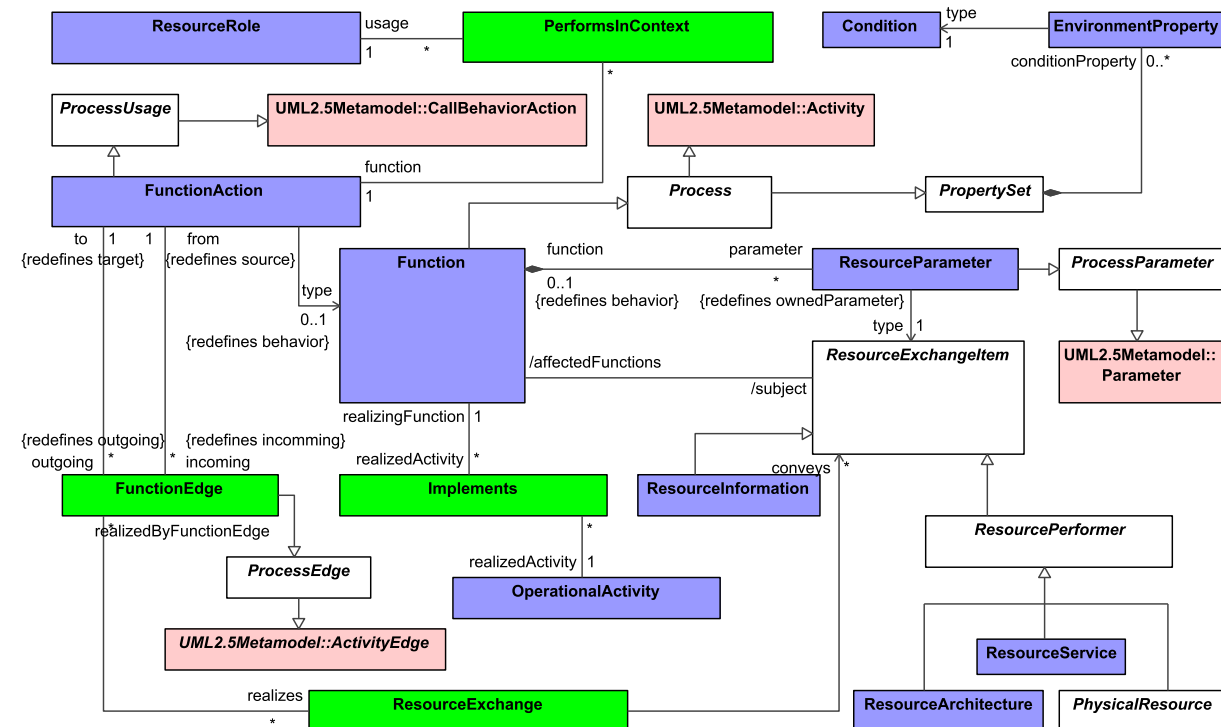 ResourceRole
usage
1
*
PerformsInContext
*
Condition
type
1
EnvironmentProperty
conditionProperty
0..*
ProcessUsage
UML2.5Metamodel::CallBehaviorAction
UML2.5Metamodel::Activity
function
1
FunctionAction
Process
PropertySet
to
1
1
from
{redefines target}
{redefines source}
type
0..1
{redefines behavior}
Function
function
0..1
{redefines behavior}
parameter
*
{redefines ownedParameter}
ResourceParameter
ProcessParameter
type
1
/affectedFunctions
/subject
ResourceExchangeItem
UML2.5Metamodel::
Parameter
realizingFunction
1
{redefines outgoing}
{redefines incomming}
outgoing
*
*
incoming
realizedActivity
*
conveys
*
FunctionEdge
Implements
ResourceInformation
*
realizedByFunctionEdge
*
ResourcePerformer
realizedActivity
1
ProcessEdge
OperationalActivity
UML2.5Metamodel::ActivityEdge
ResourceService
realizes
*
ResourceExchange
ResourceArchitecture
PhysicalResource